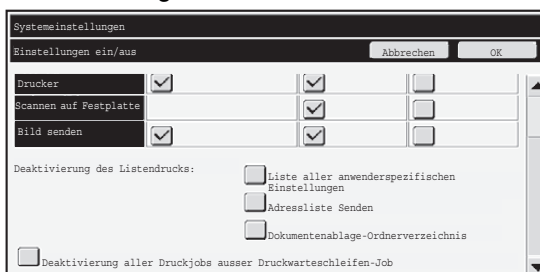 Systemeinstellungen
Einstellungen ein/aus
Abbrechen
OK
Drucker
Scannen auf Festplatte
Bild senden
Deaktivierung des Listendrucks:
Liste aller anwenderspezifischen
Einstellungen
Adressliste Senden
Dokumentenablage-Ordnerverzeichnis
Deaktivierung aller Druckjobs ausser Druckwarteschleifen-Job